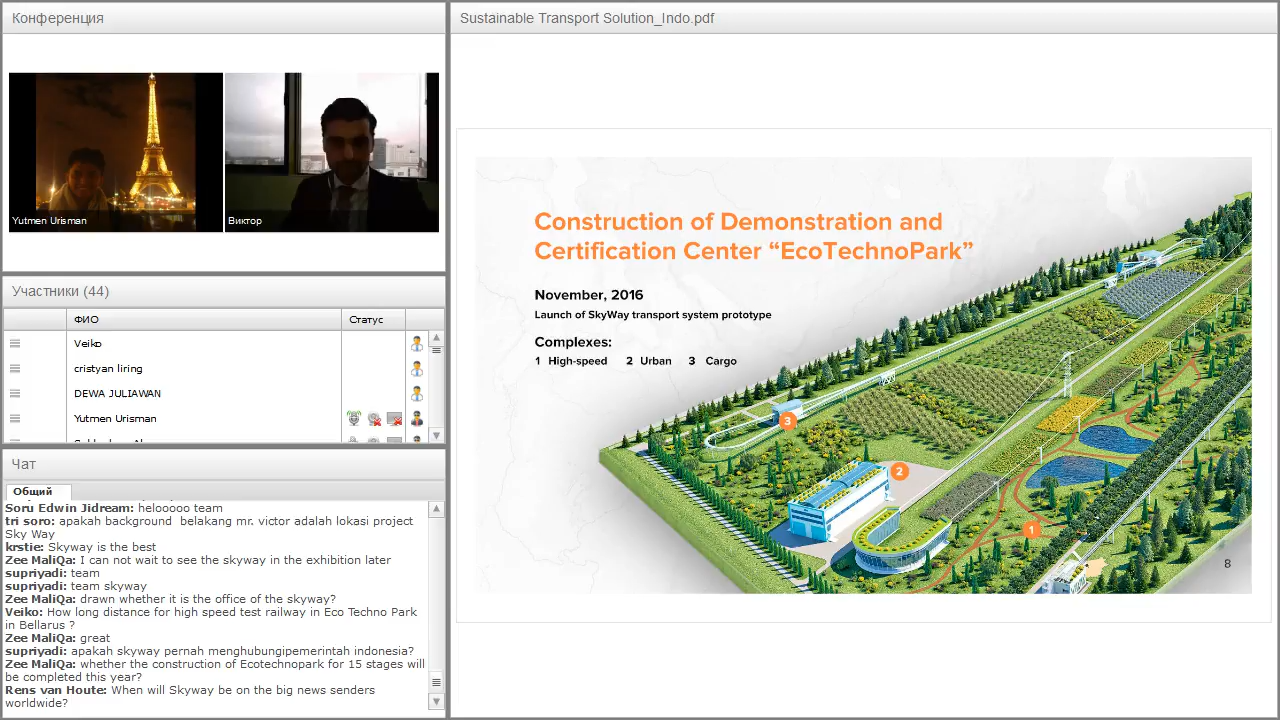 Конференция
Yutmen Urisman
Виктор
Участники (44)
ФИО
Статус
Veiko
cristyan liring
DEWA JULIAWAN
Yutmen Urisman
Чат
Общий
Soru Edwin Jidream: helooooo team
tri soro: apakah background belakang mr. victor adalah lokasi project
Sky Way
krstie: Skyway is the best
Zee MaliQa: I can not wait to see the skyway in the exhibition later
supriyadi: team
supriyadi: team skyway
Zee MaliQa: drawn whether it is the office of the skyway?
Veiko: How long distance for high speed test railway in Eco Techno Park
in Bellarus ?
Zee MaliQa: great
supriyadi: apakah skyway pernah menghubungipemerintah indonesia?
Zee MaliQa: whether the construction of Ecotechnopark for 15 stages will
be completed this year?
Rens van Houte: When will Skyway be on the big news senders
worldwide?
Sustainable Transport Solution_Indo.pdf
Construction of Demonstration and
Certification Center “EcoTechnoPark”
November, 2016
Launch of SkyWay transport system prototype
Complexes:
1 High-speed 2 Urban 3 Cargo
3
2
1
8